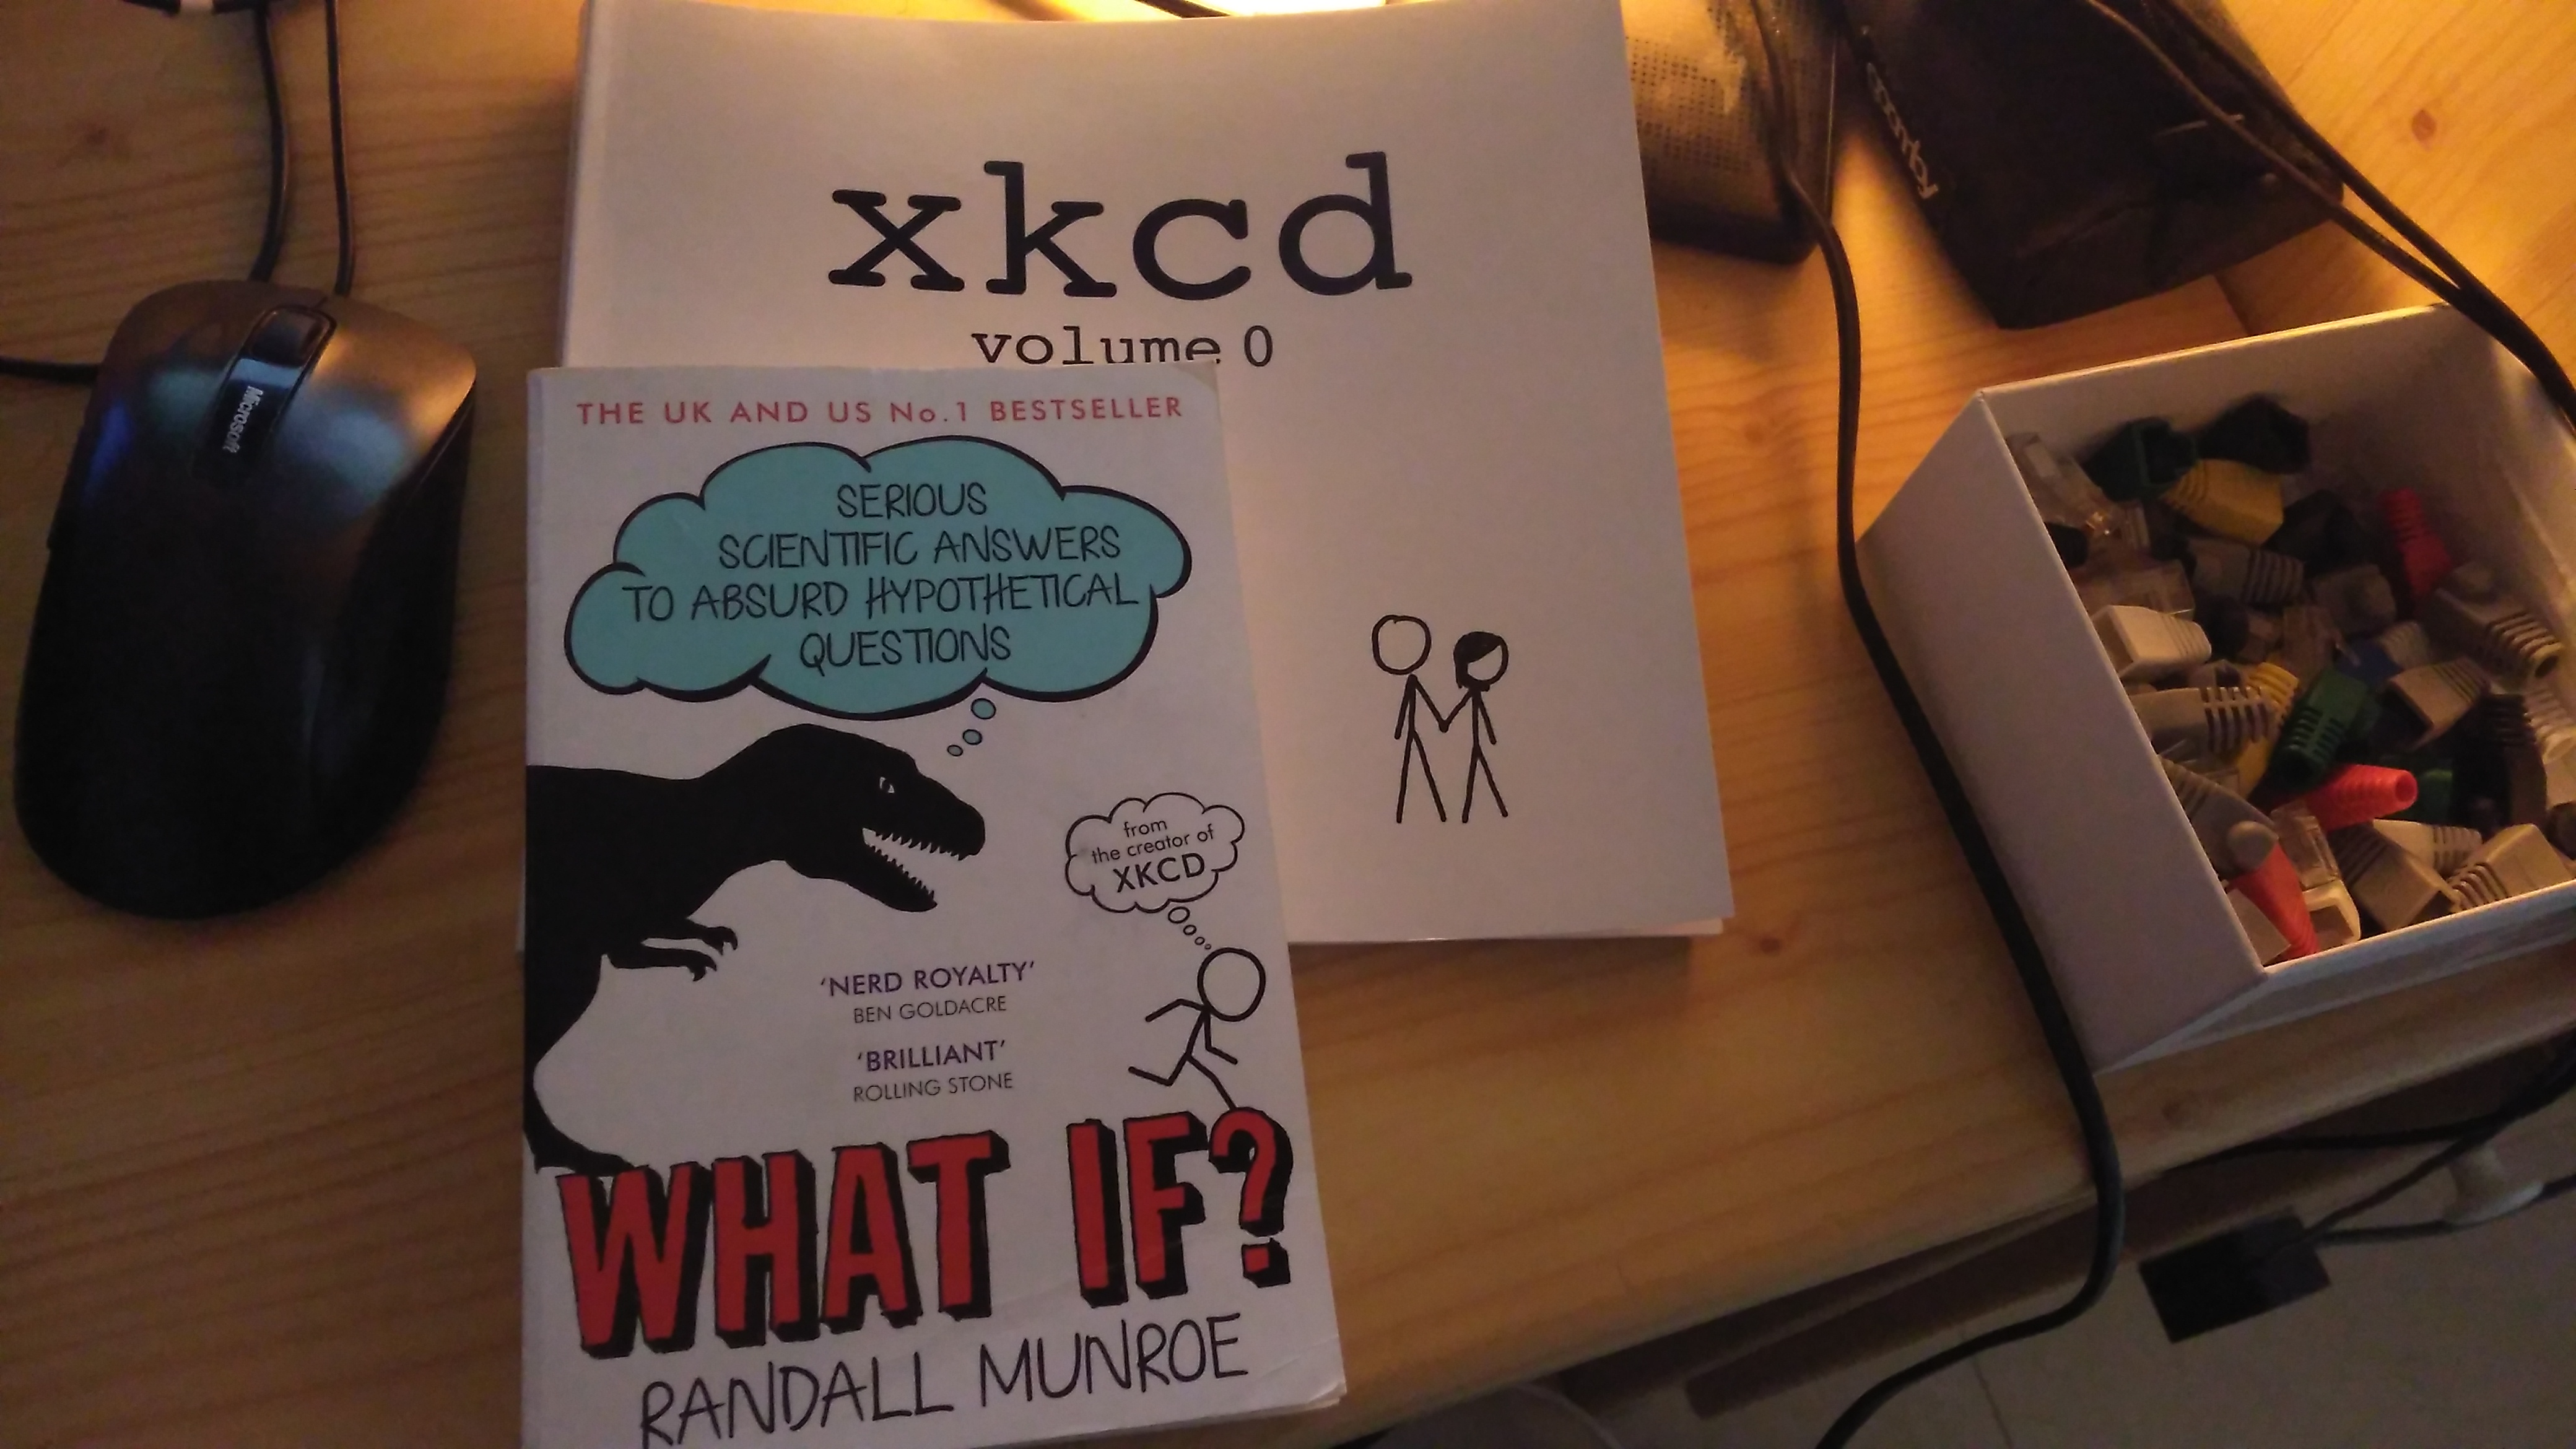 xkcd
volume 0
THE UK AND US No.1 BESTSELLER
SERIOUS
SCIENTIFIC ANSWERS
TO ABSURD HYPOTHETICAL
QUESTIONS
from
the creator of
XKCD
‘NERD ROYALTY’
BEN GOLDACRE
‘BRILLIANT’
ROLLING STONE
WHAT IF?
RANDALL MUNROE
Microsoft